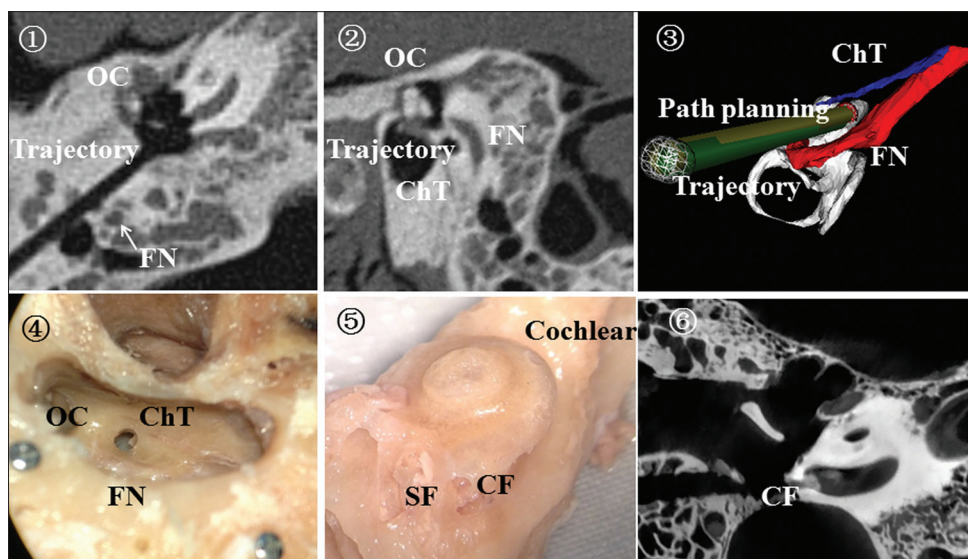 ①
OC
Trajectory
FN
②
OC
FN
Trajectory
ChT
③
ChT
Path planning
FN
Trajectory
④
OC ChT
FN
⑤
Cochlear
SF CF
⑥
CF